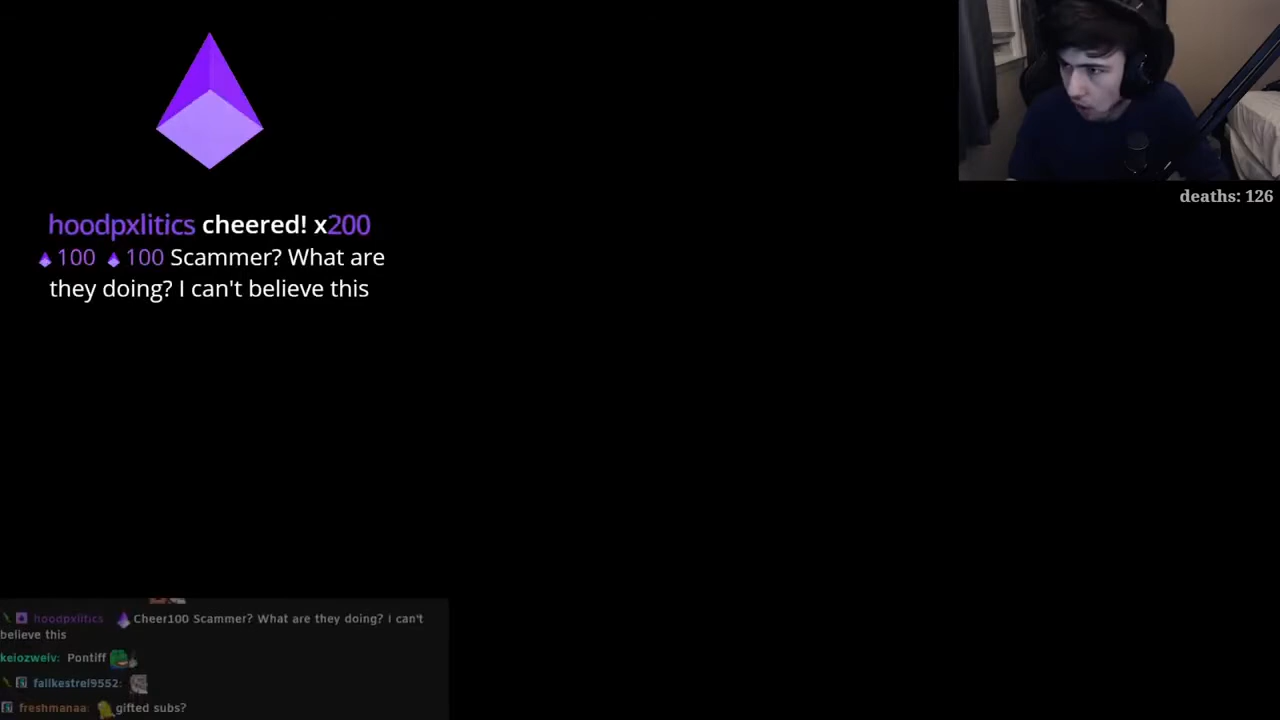 hoodpxlitics cheered! x200
100 100 Scammer? What are
they doing? I can't believe this
deaths: 126
hoodpxlitics Cheer100 Scammer? What are they doing? I can't
believe this
keiozweiv: Pontiff
fallkestrel9552:
freshmanaa: gifted subs?